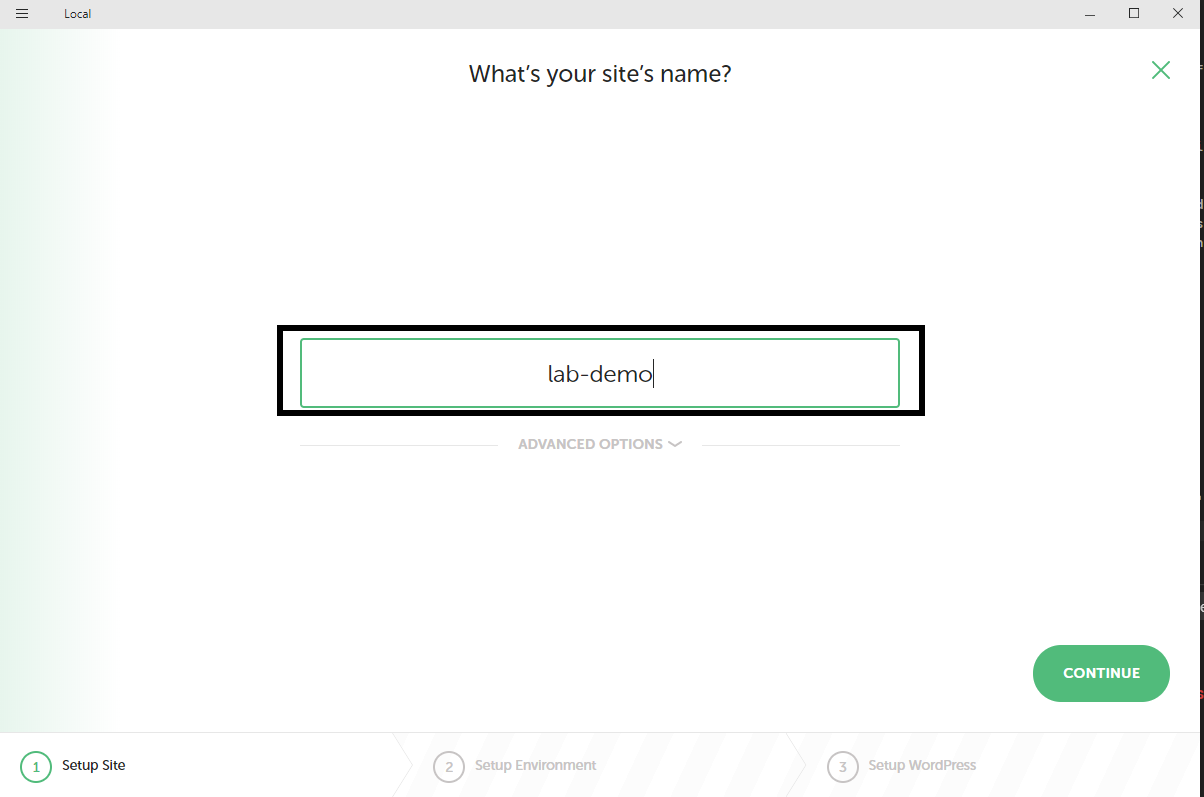 Local
What's your site's name?
lab-demo
ADVANCED OPTIONS
CONTINUE
1 Setup Site
2 Setup Environment
3 Setup WordPress